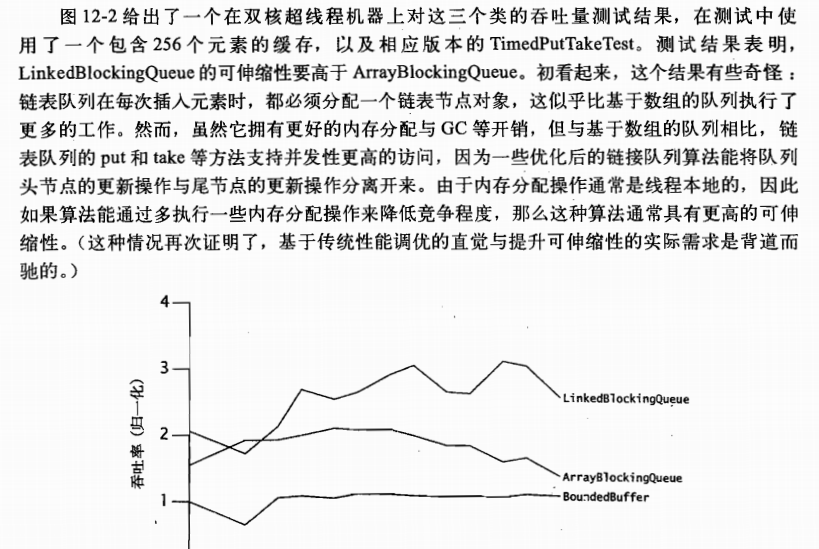 图 12-2 给出了一个在双核超线程机器上对这三个类的吞吐量测试结果，在测试中使
用了一个包含 256 个元素的缓存，以及相应版本的 TimedPutTakeTest。测试结果表明，
LinkedBlockingQueue 的可伸缩性要高于 ArrayBlockingQueue。初看起来，这个结果有些奇怪：
链表队列在每次插入元素时，都必须分配一个链表节点对象，这似乎比基于数组的队列执行了
更多的工作。然而，虽然它拥有更好的内存分配与 GC 等开销，但与基于数组的队列相比，链
表队列的 put 和 take 等方法支持并发性更高的访问，因为一些优化后的链接队列算法能将队列
头节点的更新操作与尾节点的更新操作分离开来。由于内存分配操作通常是线程本地的，因此
如果算法能通过多执行一些内存分配操作来降低竞争程度，那么这种算法通常具有更高的可伸
缩性。（这种情况再次证明了，基于传统性能调优的直觉与提升可伸缩性的实际需求是背道而
驰的。）
4
3
LinkedBlockingQueue
吞吐率（归一化）
2
ArrayBlockingQueue
BoundedBuffer
1